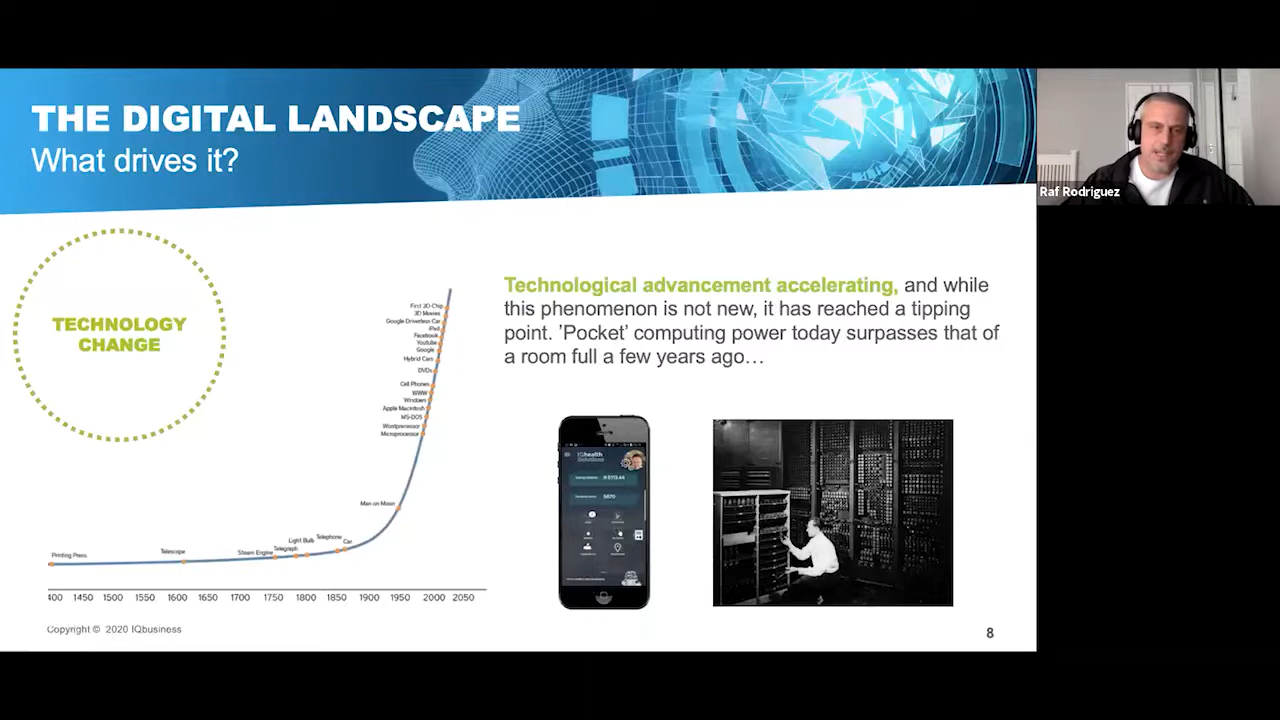 THE DIGITAL LANDSCAPE
What drives it?
Raf Rodriguez
TECHNOLOGY
CHANGE
Technological advancement accelerating, and while
this phenomenon is not new, it has reached a tipping
point. ’Pocket’ computing power today surpasses that of
a room full a few years ago…
First 3D Chip
3D Movies
Google Driverless Car
iPad
Facebook
Youtube
Google
Hybrid Cars
DVDs
Cell Phones
WWW
Windows
Apple Macintosh
MS-DOS
Wordprocessor
Microprocessor
Man on Moon
Car
Telephone
Light Bulb
Telegraph
Steam Engine
Telescope
Printing Press
400 1450 1500 1550 1610 1650 1700 1750 1800 1850 1900 1950 2000 2050
IQhealth
Solutions
Copyright © 2020 IQbusiness
8